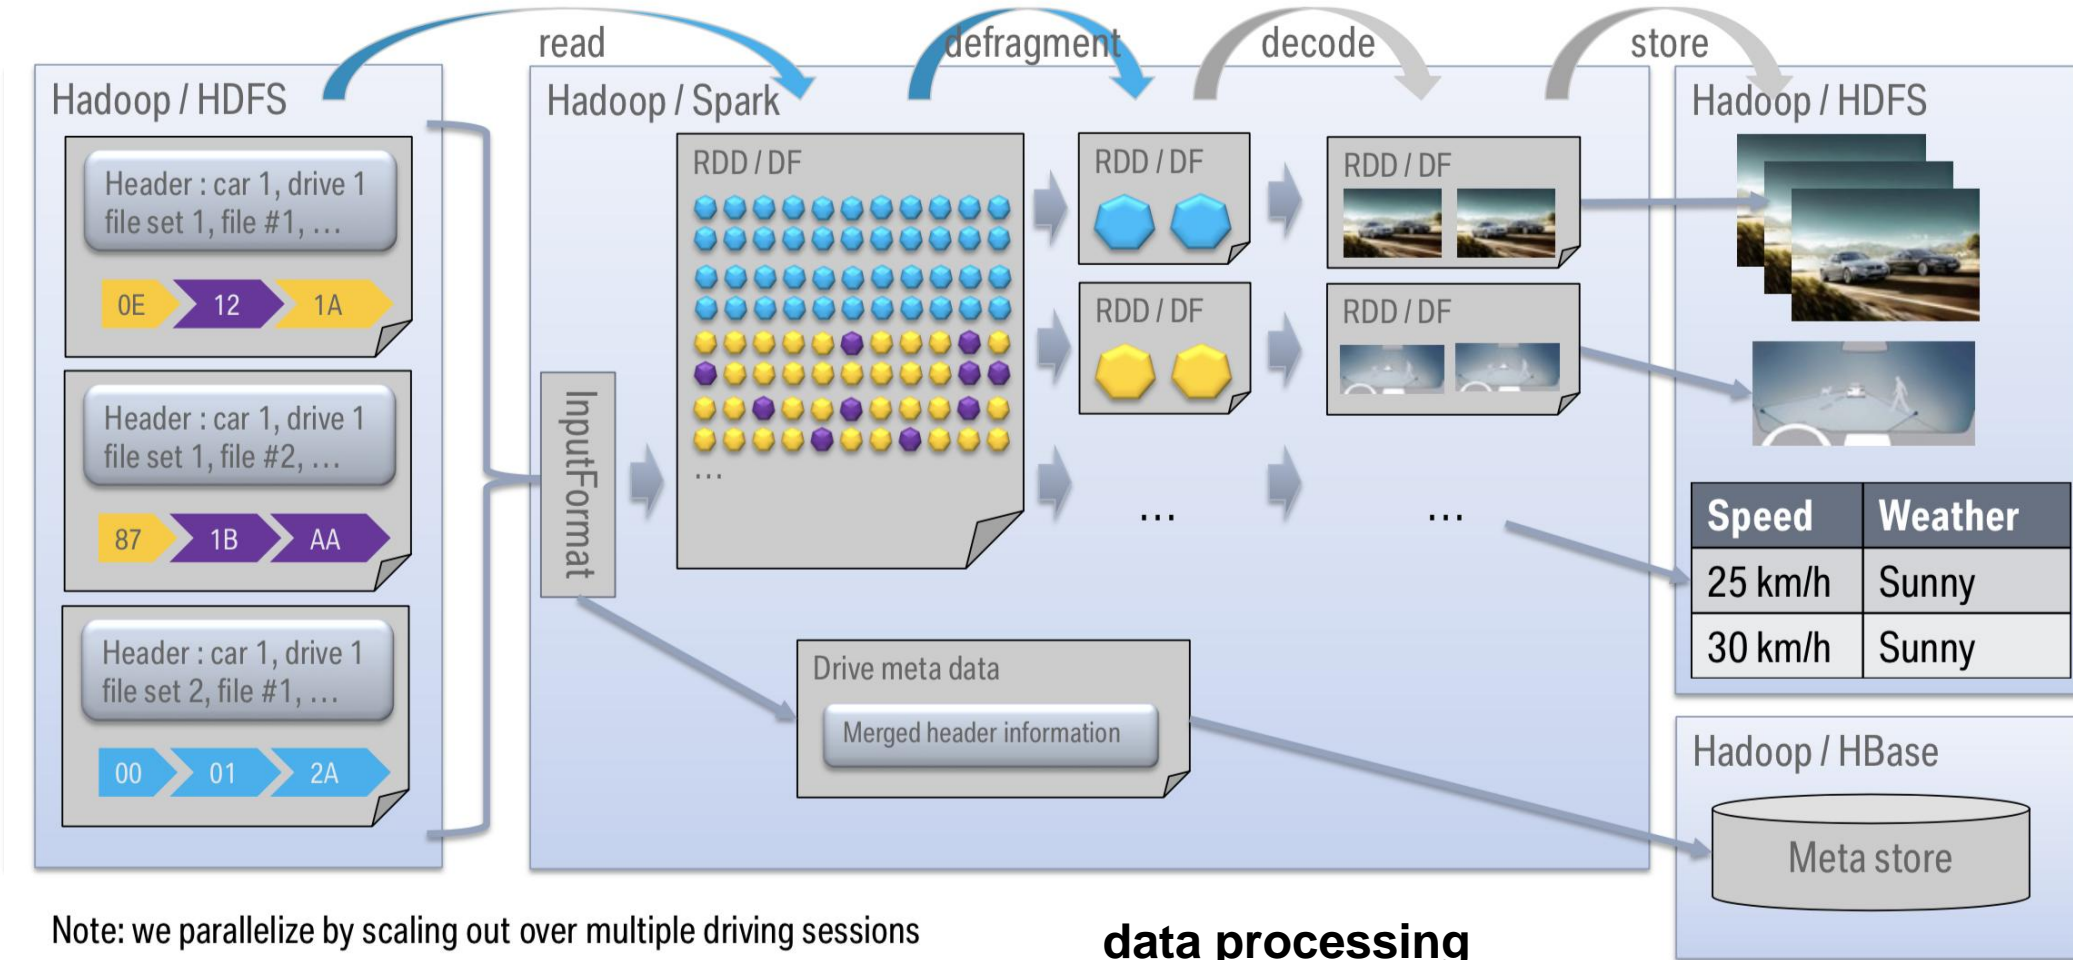 read
defragment
decode
store
Hadoop / HDFS
Header : car 1, drive 1
file set 1, file #1, …
0E
12
1A
Header : car 1, drive 1
file set 1, file #2, …
87
1B
AA
Header : car 1, drive 1
file set 2, file #1, …
00
01
2A
Hadoop / Spark
InputFormat
RDD / DF
…
RDD / DF
RDD / DF
…
RDD / DF
RDD / DF
…
Drive meta data
Merged header information
Hadoop / HDFS
Speed Weather
25 km/h Sunny
30 km/h Sunny
Hadoop / HBase
Meta store
Note: we parallelize by scaling out over multiple driving sessions
data processing